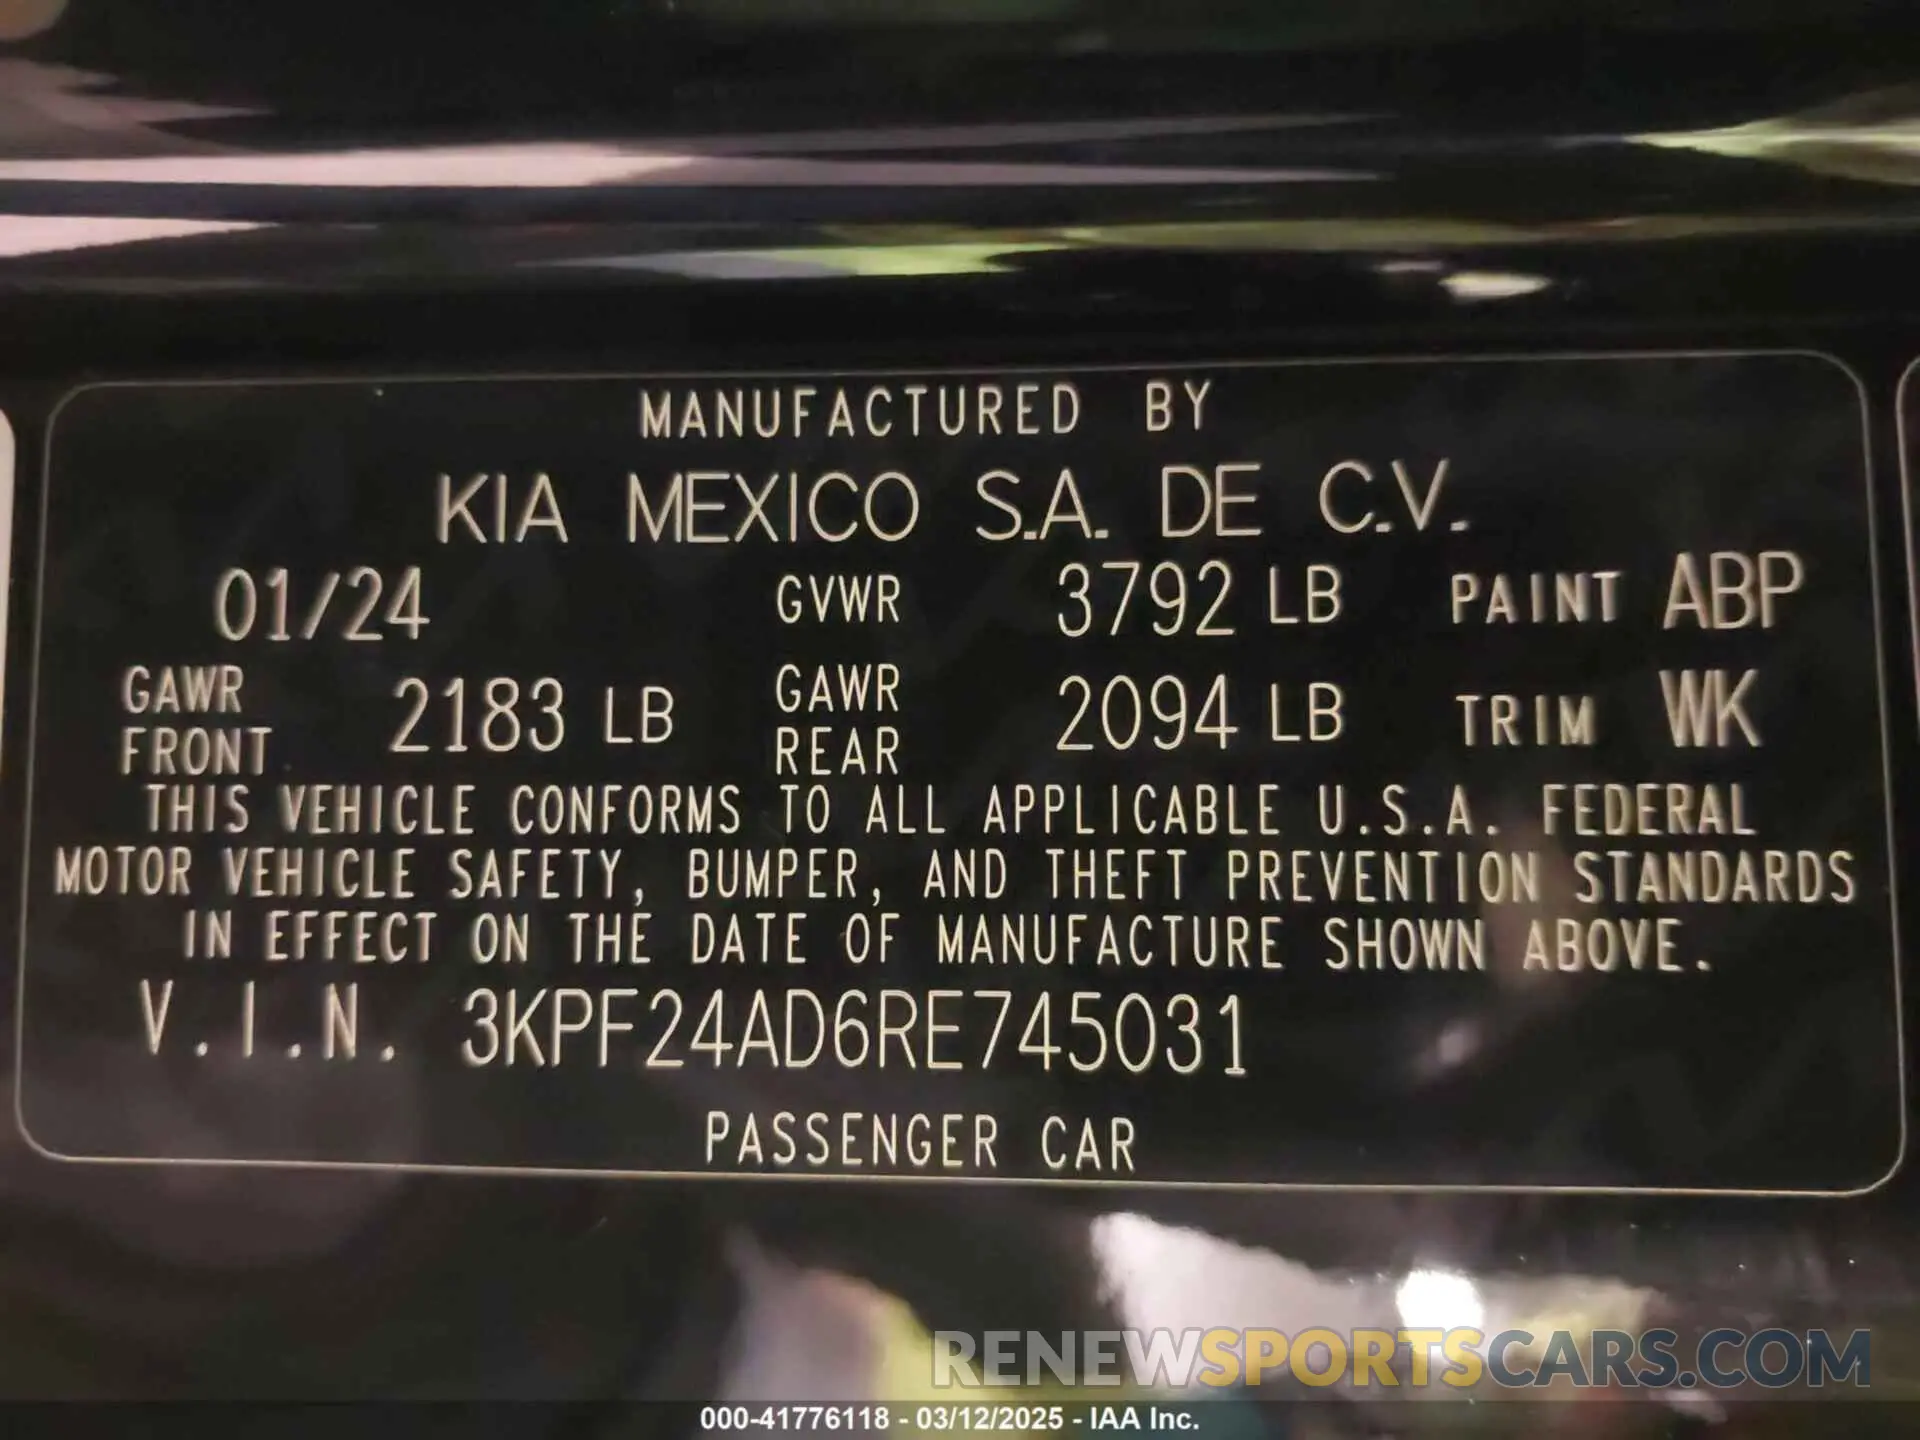 MANUFACTURED BY
KIA MEXICO S.A. DE C.V.
01/24 GVWR 3792 LB PAINT ABP
GAWR FRONT 2183 LB GAWR REAR 2094 LB TRIM WK
THIS VEHICLE CONFORMS TO ALL APPLICABLE U.S.A. FEDERAL
MOTOR VEHICLE SAFETY, BUMPER, AND THEFT PREVENTION STANDARDS
IN EFFECT ON THE DATE OF MANUFACTURE SHOWN ABOVE.
V.I.N. 3KPF24AD6RE745031
PASSENGER CAR
RENEWSPORTSCARS.COM
000-41776118 - 03/12/2025 - IAA Inc.